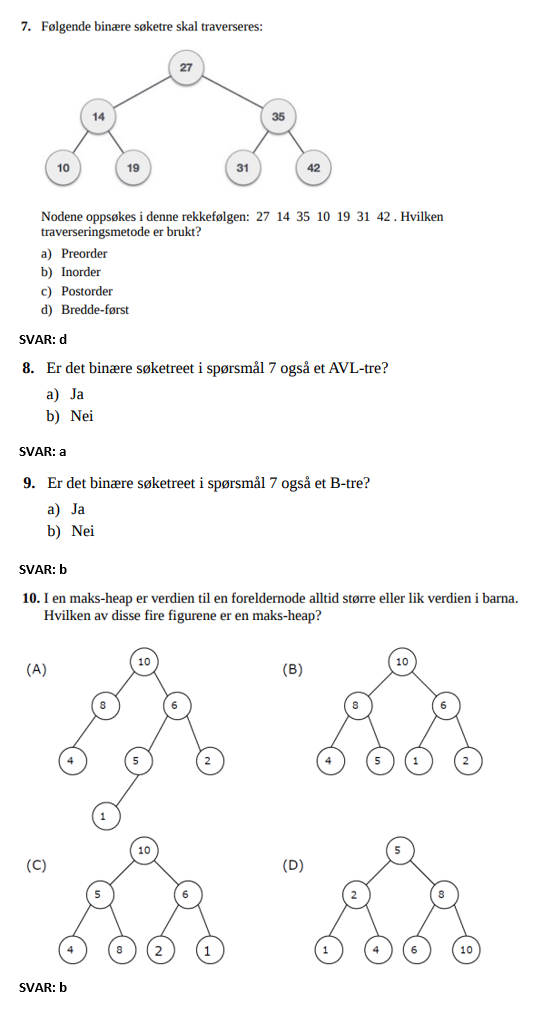 7. Følgende binære søketre skal traverseres:
27
14 35
10 19 31 42
Nodene oppsøkes i denne rekkefølgen: 27 14 35 10 19 31 42 . Hvilken
traverseringsmetode er brukt?
a) Preorder
b) Inorder
c) Postorder
d) Bredde-først
SVAR: d
8. Er det binære søketreet i spørsmål 7 også et AVL-tre?
a) Ja
b) Nei
SVAR: a
9. Er det binære søketreet i spørsmål 7 også et B-tre?
a) Ja
b) Nei
SVAR: b
10. I en maks-heap er verdien til en foreldernode alltid større eller lik verdien i barna.
Hvilken av disse fire figurene er en maks-heap?
(A)
10
8 6
4 5 2
1
(B)
10
8 6
4 5 1 2
(C)
10
5 6
4 8 2 1
(D)
5
2 8
1 4 6 10
SVAR: b